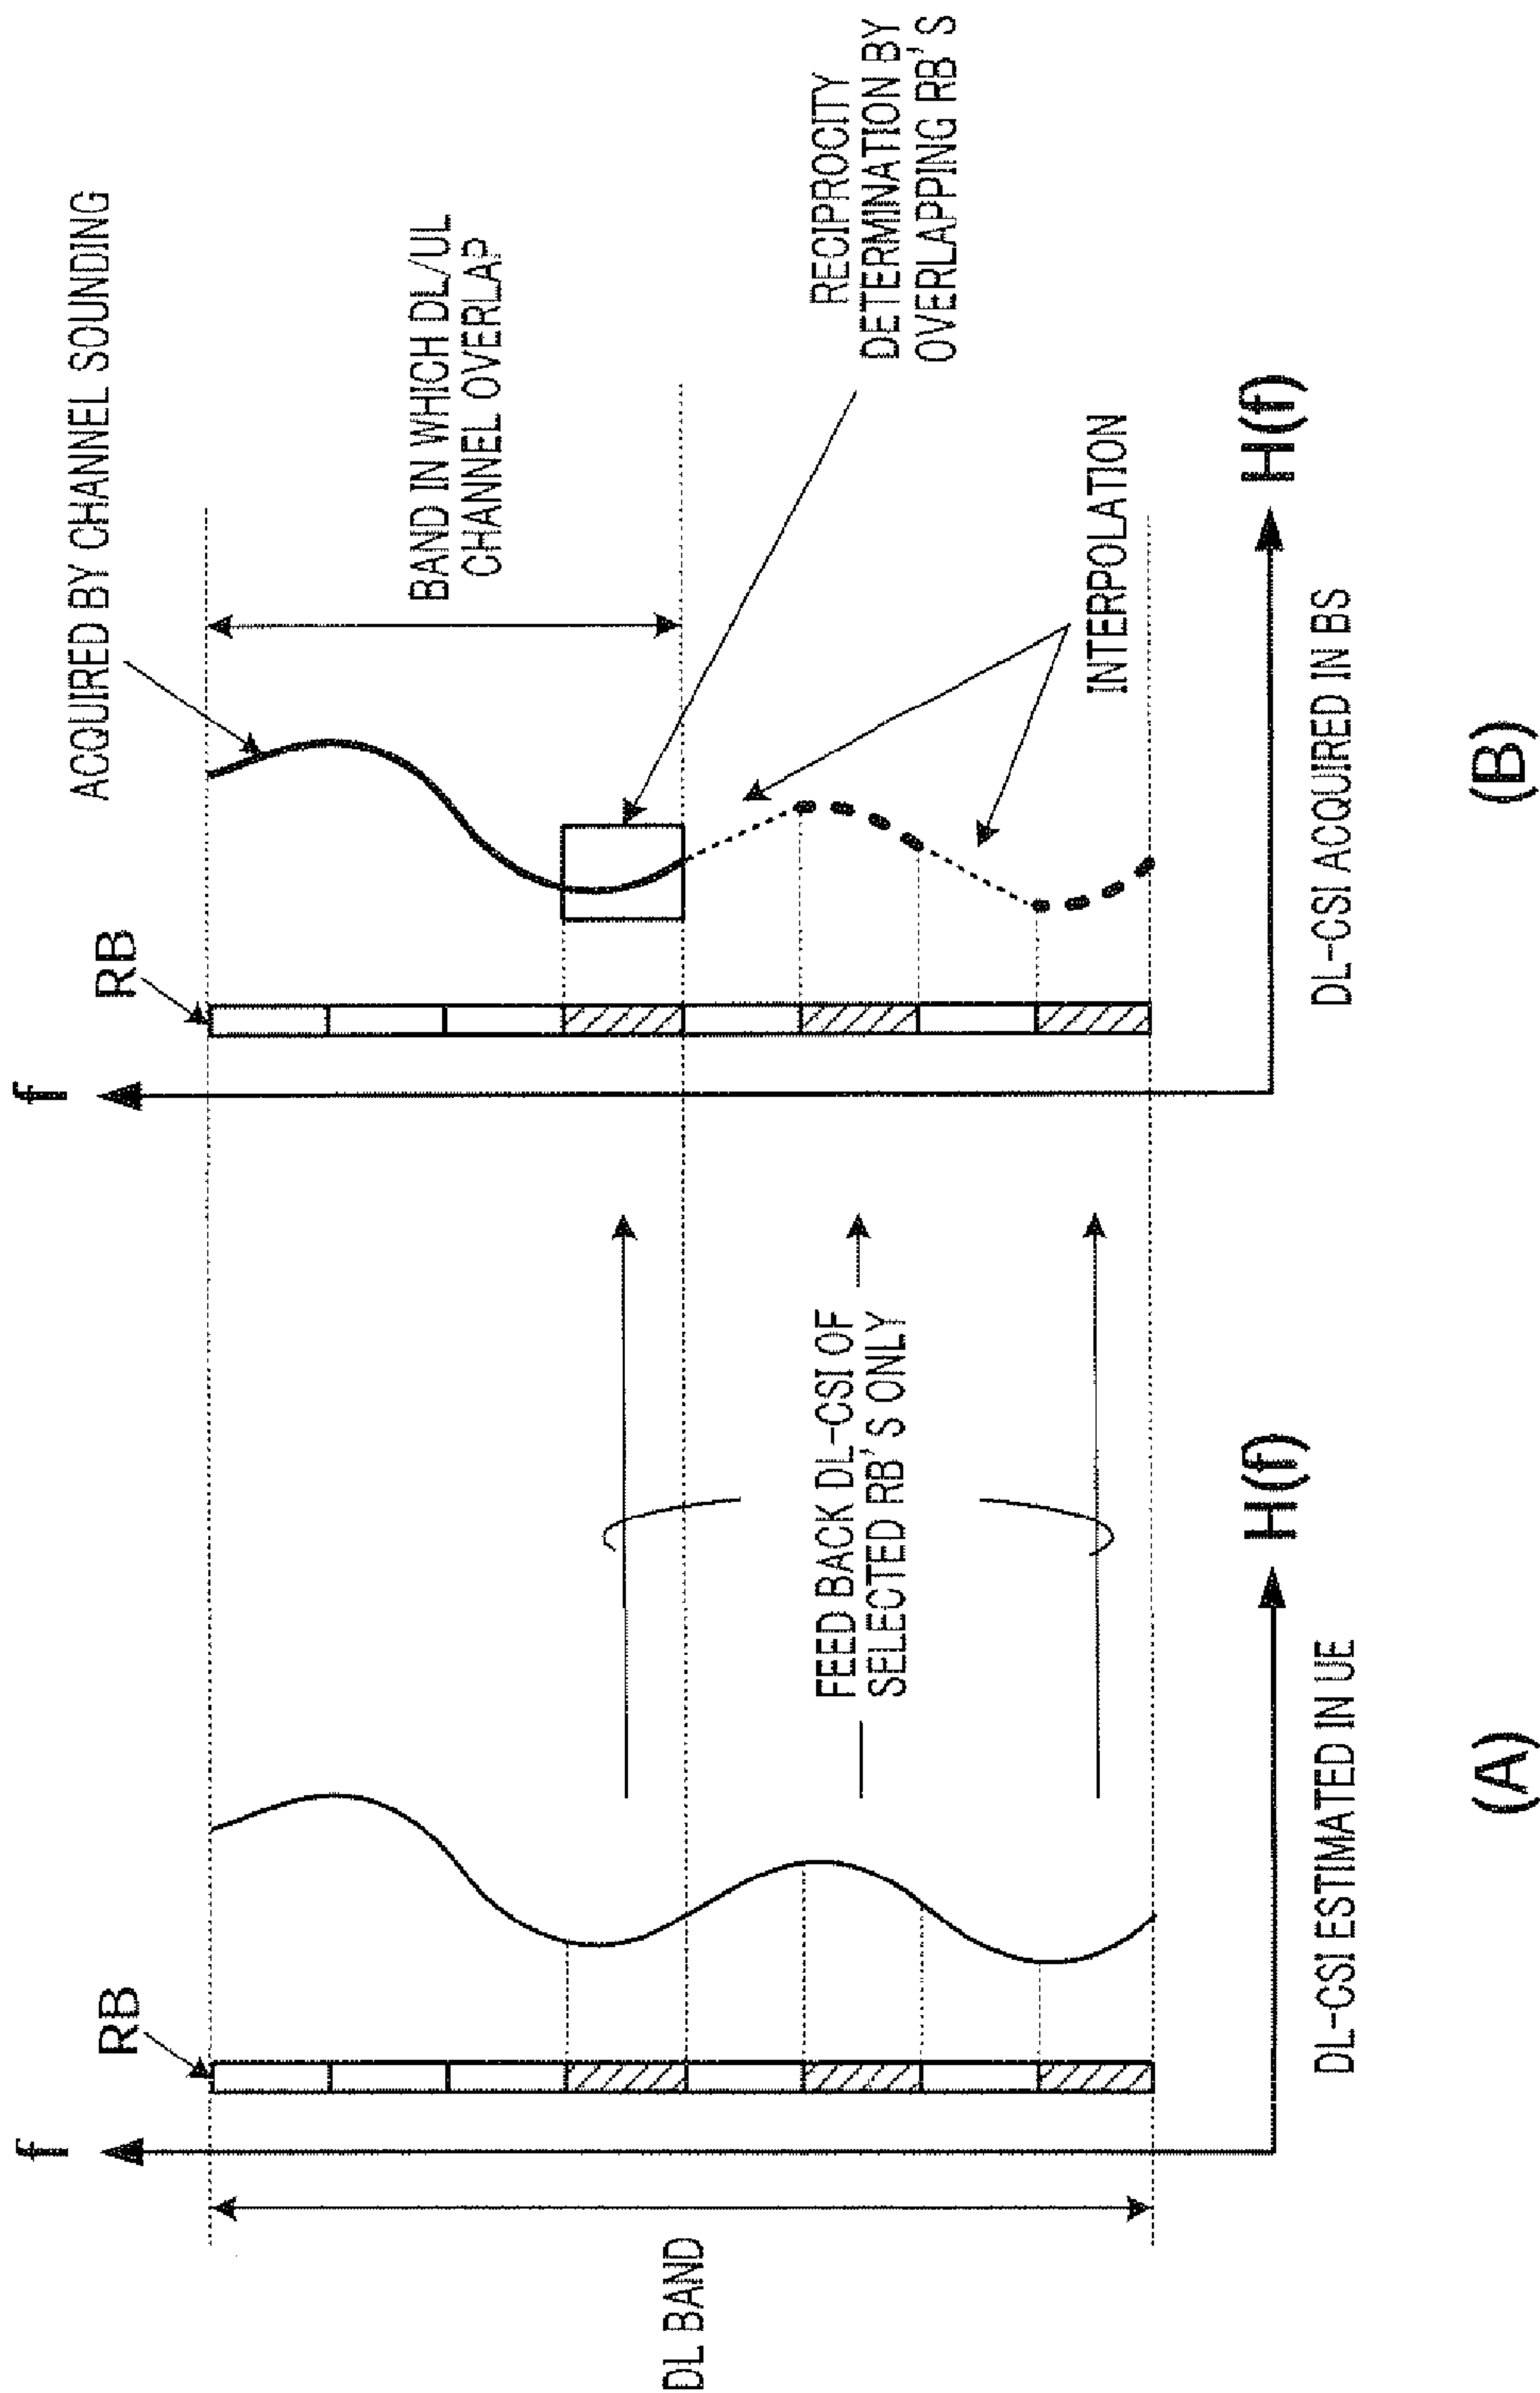 DL BAND
f
RB
FEED BACK DL-CSI OF
SELECTED RB'S ONLY
H(f)
DL-CSI ESTIMATED IN UE
(A)
f
RB
ACQUIRED BY CHANNEL SOUNDING
BAND IN WHICH DL/UL
CHANNEL OVERLAP
RECIPROCITY
DETERMINATION BY
OVERLAPPING RB'S
INTERPOLATION
H(f)
DL-CSI ACQUIRED IN BS
(B)